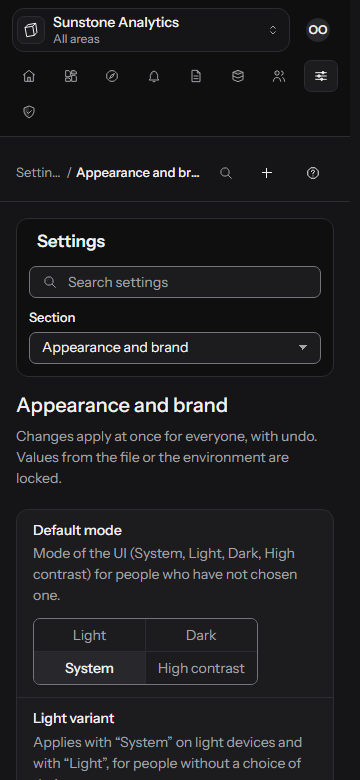 Sunstone Analytics
All areas
OO
Settin... / Appearance and br...
Settings
Search settings
Section
Appearance and brand
Appearance and brand
Changes apply at once for everyone, with undo.
Values from the file or the environment are
locked.
Default mode
Mode of the UI (System, Light, Dark, High
contrast) for people who have not chosen
one.
Light
Dark
System
High contrast
Light variant
Applies with “System” on light devices and
with “Light”, for people without a choice of